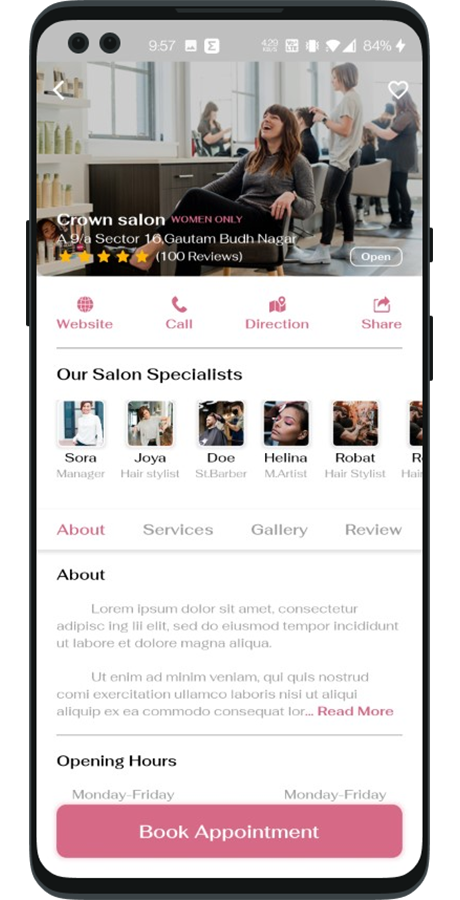 9:57
4.29
KB/S
84%
Crown salon WOMEN ONLY
A 9/a Sector 16,Gautam Budh Nagar
(100 Reviews)
Open
Website Call Direction Share
Our Salon Specialists
Sora Joya Doe Helina Robat R
Manager Hair stylist St.Barber M.Artist Hair Stylist Hai
About Services Gallery Review
About
Lorem ipsum dolor sit amet, consectetur
adipisc ing lii elit, sed do eiusmod tempor incididunt
ut labore et dolore magna aliqua.
Ut enim ad minim veniam, qui quis nostrud
comi exercitation ullamco laboris nisi ut aliqui
aliquip ex ea commodo consequat lor... Read More
Opening Hours
Monday-Friday Monday-Friday
Book Appointment